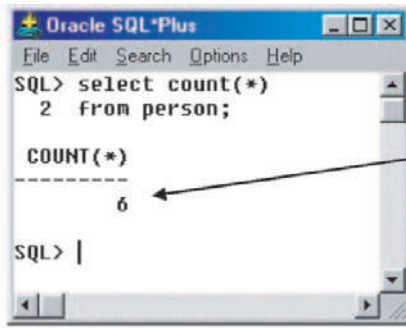 Oracle SQL*Plus
File Edit Search Options Help
SQL> select count(*)
  2  from person;
COUNT(*)
----------
6
SQL>